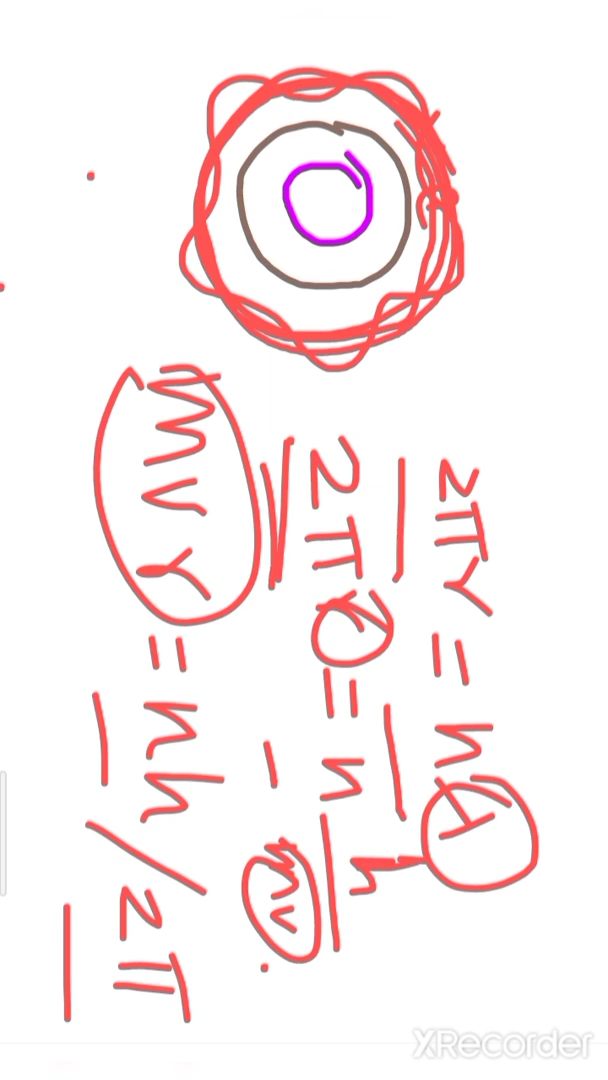 2πr = nλ
2πr = n h/mv
mvr = nh/2π
XRecorder